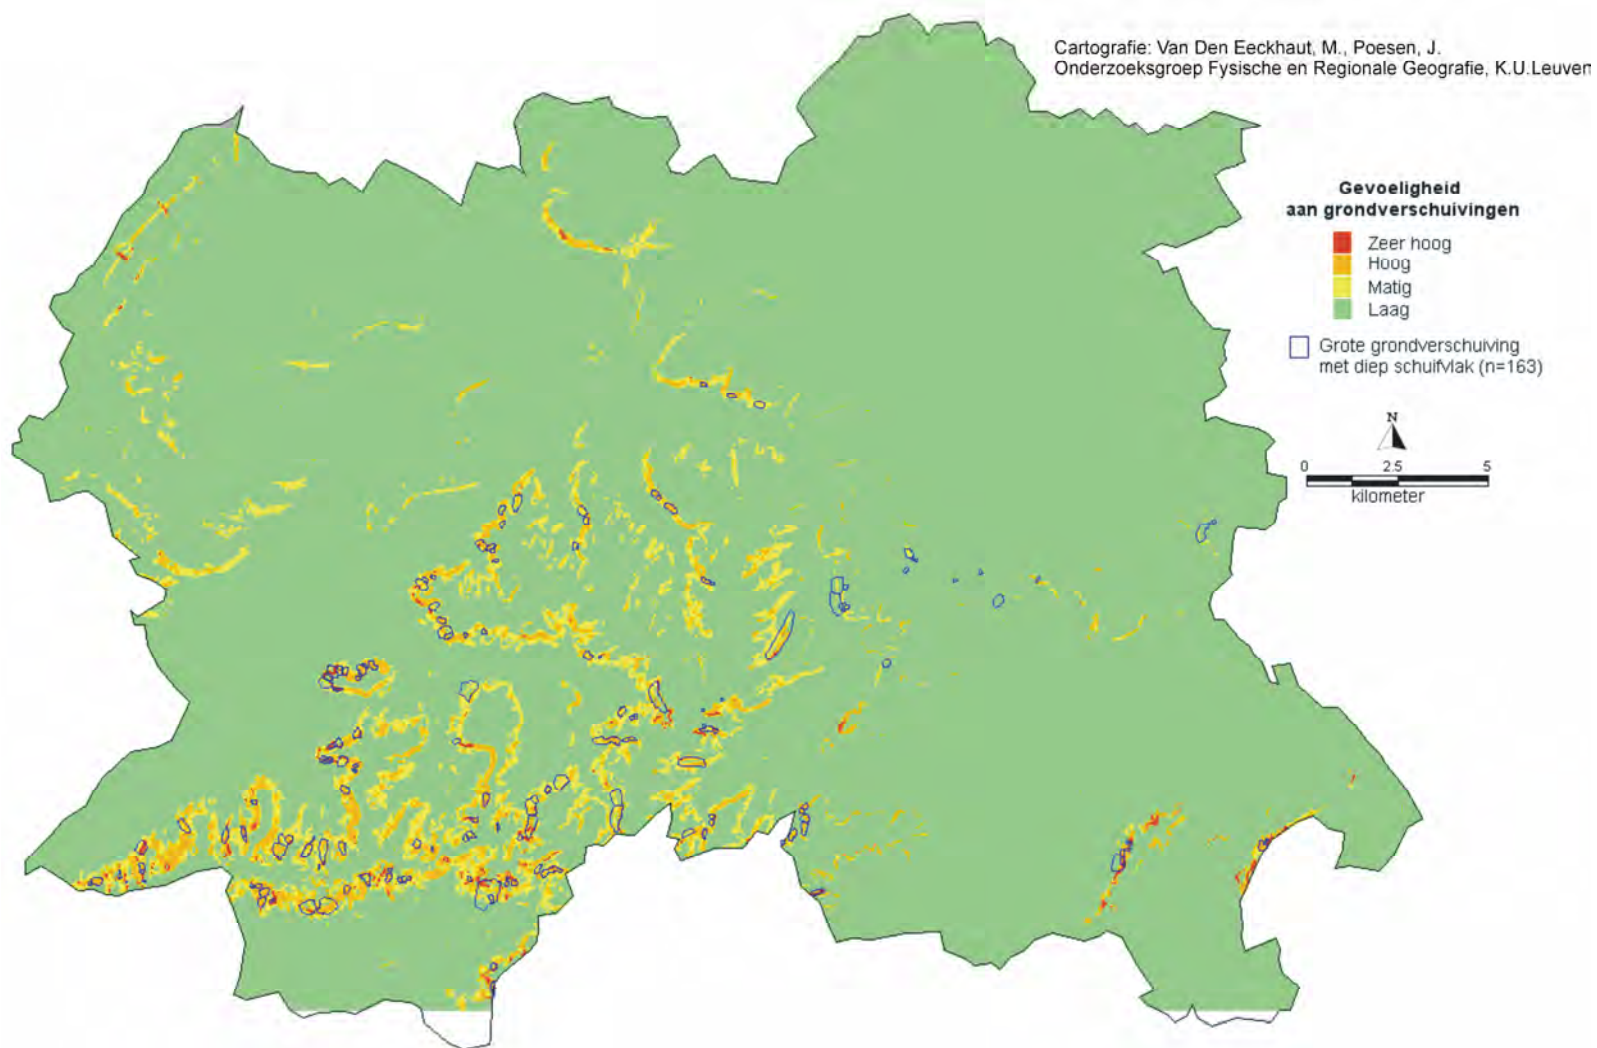 Cartografie: Van Den Eeckhaut, M., Poesen, J.
Onderzoeksgroep Fysische en Regionale Geografie, K.U.Leuven
Gevoeligheid
aan grondverschuivingen
Zeer hoog
Hoog
Matig
Laag
Grote grondverschuiving
met diep schuifvlak (n=163)
N
0 2.5 5
kilometer